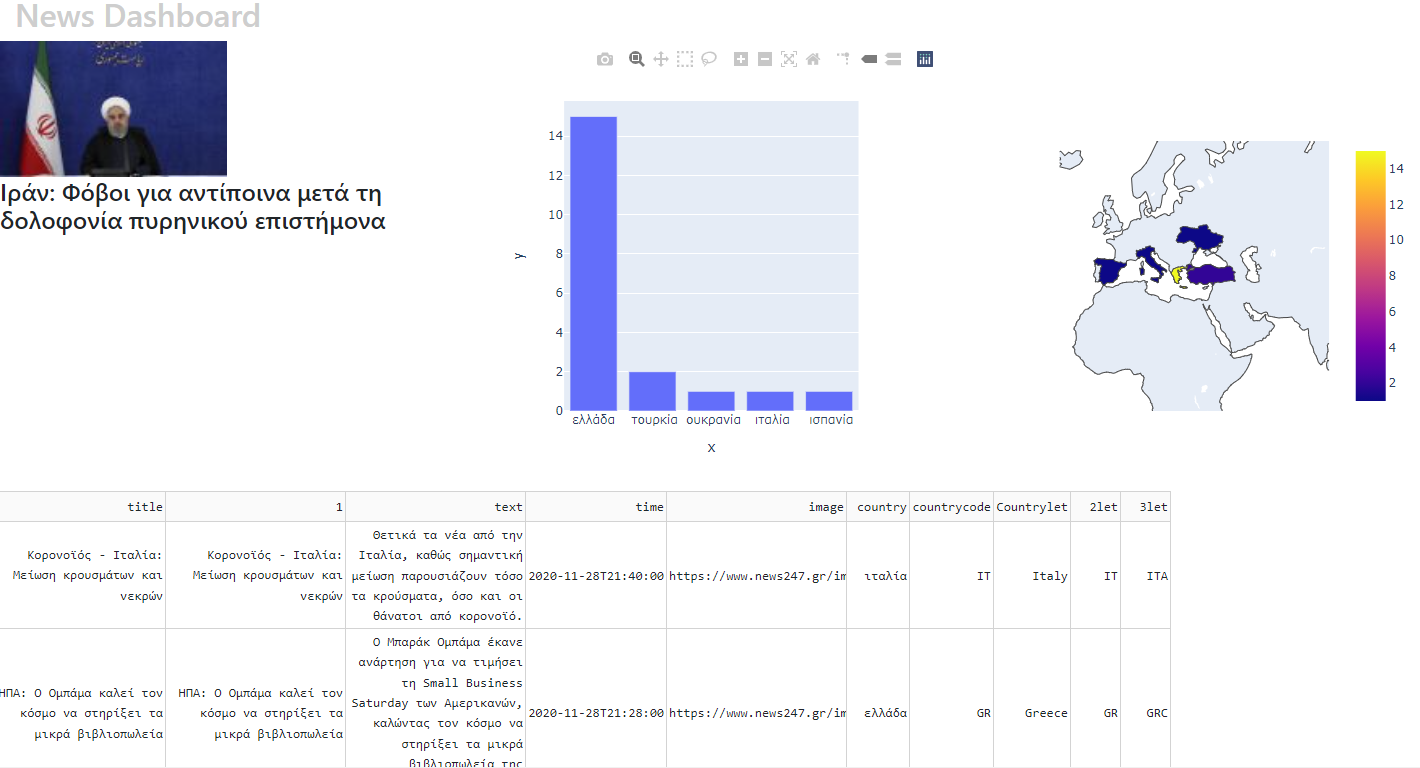 News Dashboard
Ιράν: Φόβοι για αντίποινα μετά τη
δολοφονία πυρηνικού επιστήμονα
y
14
12
10
8
6
4
2
0
ελλάδα τουρκία ουκρανία ιταλία ισπανία
x
14
12
10
8
6
4
2
title 1 text time image country countrycode Countrylet 2let 3let
Κορονοϊός - Ιταλία:
Μείωση κρουσμάτων και
νεκρών
Κορονοϊός - Ιταλία:
Μείωση κρουσμάτων και
νεκρών
Θετικά τα νέα από την
Ιταλία, καθώς σημαντική
μείωση παρουσιάζουν τόσο
τα κρούσματα, όσο και οι
θάνατοι από κορονοϊό.
2020-11-28T21:40:00 https://www.news247.gr/im ιταλία IT Italy IT ITA
ΗΠΑ: Ο Ομπάμα καλεί τον
κόσμο να στηρίξει τα
μικρά βιβλιοπωλεία
ΗΠΑ: Ο Ομπάμα καλεί τον
κόσμο να στηρίξει τα
μικρά βιβλιοπωλεία
Ο Μπαράκ Ομπάμα έκανε
ανάρτηση για να τιμήσει
τη Small Business
Saturday των Αμερικανών,
καλώντας τον κόσμο να
στηρίξει τα μικρά
βιβλιοπωλεία της
2020-11-28T21:28:00 https://www.news247.gr/im ελλάδα GR Greece GR GRC